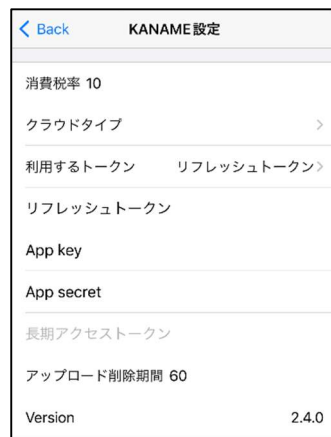 Back KANAME設定
消費税率 10
クラウドタイプ
利用するトークン リフレッシュトークン
リフレッシュトークン
App key
App secret
長期アクセストークン
アップロード削除期間 60
Version 2.4.0